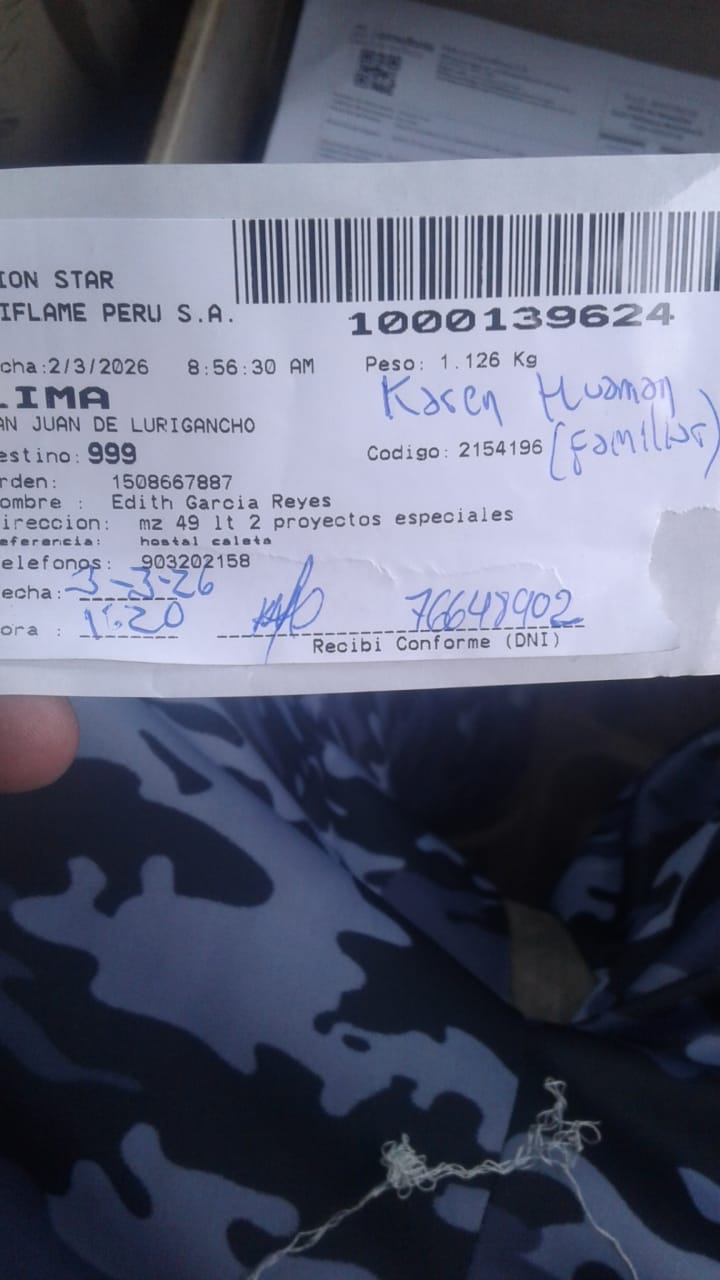 ION STAR
IFLAME PERU S.A.
1000139624
cha:2/3/2026 8:56:30 AM Peso: 1.126 Kg
LIMA
Karen Huaman
AN JUAN DE LURIGANCHO
(familiar)
estino: 999 Codigo: 2154196
rden: 1508667887
ombre : Edith Garcia Reyes
ireccion: mz 49 lt 2 proyectos especiales
eferencia: hostal caleta
elefonos: 903202158
echa: 3-3-26
ora : 76648902
Recibi Conforme (DNI)